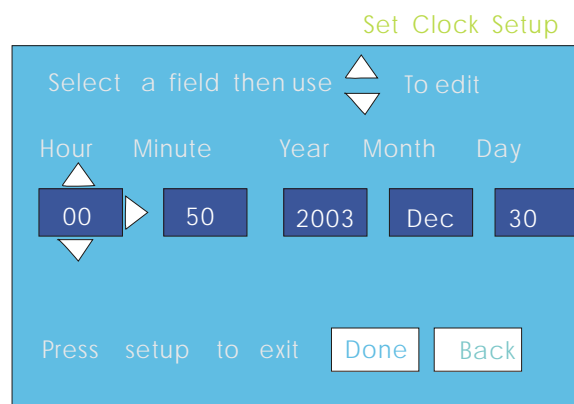 Set Clock Setup
Select a field then use To edit
Hour Minute Year Month Day
00 50 2003 Dec 30
Press setup to exit Done Back